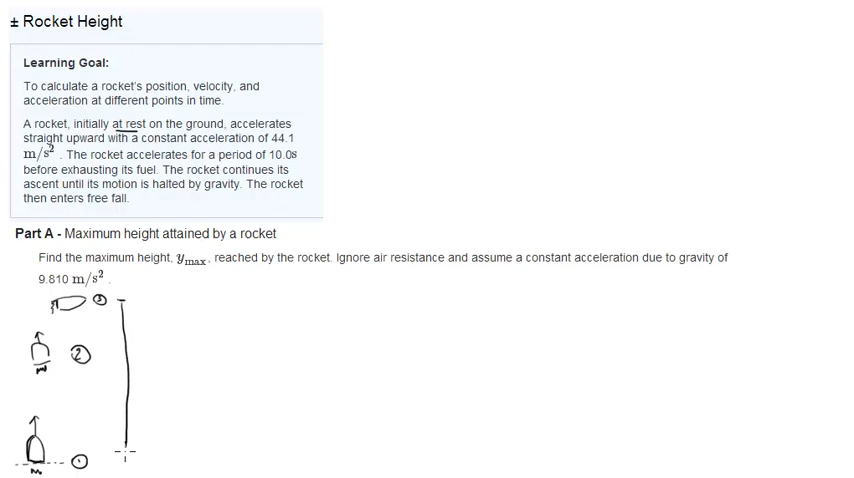 ± Rocket Height
Learning Goal:
To calculate a rocket's position, velocity, and
acceleration at different points in time.
A rocket, initially at rest on the ground, accelerates
straight upward with a constant acceleration of 44.1
m/s² . The rocket accelerates for a period of 10.0s
before exhausting its fuel. The rocket continues its
ascent until its motion is halted by gravity. The rocket
then enters free fall.
Part A - Maximum height attained by a rocket
Find the maximum height, ymax, reached by the rocket. Ignore air resistance and assume a constant acceleration due to gravity of
9.810 m/s² .
③
②
①